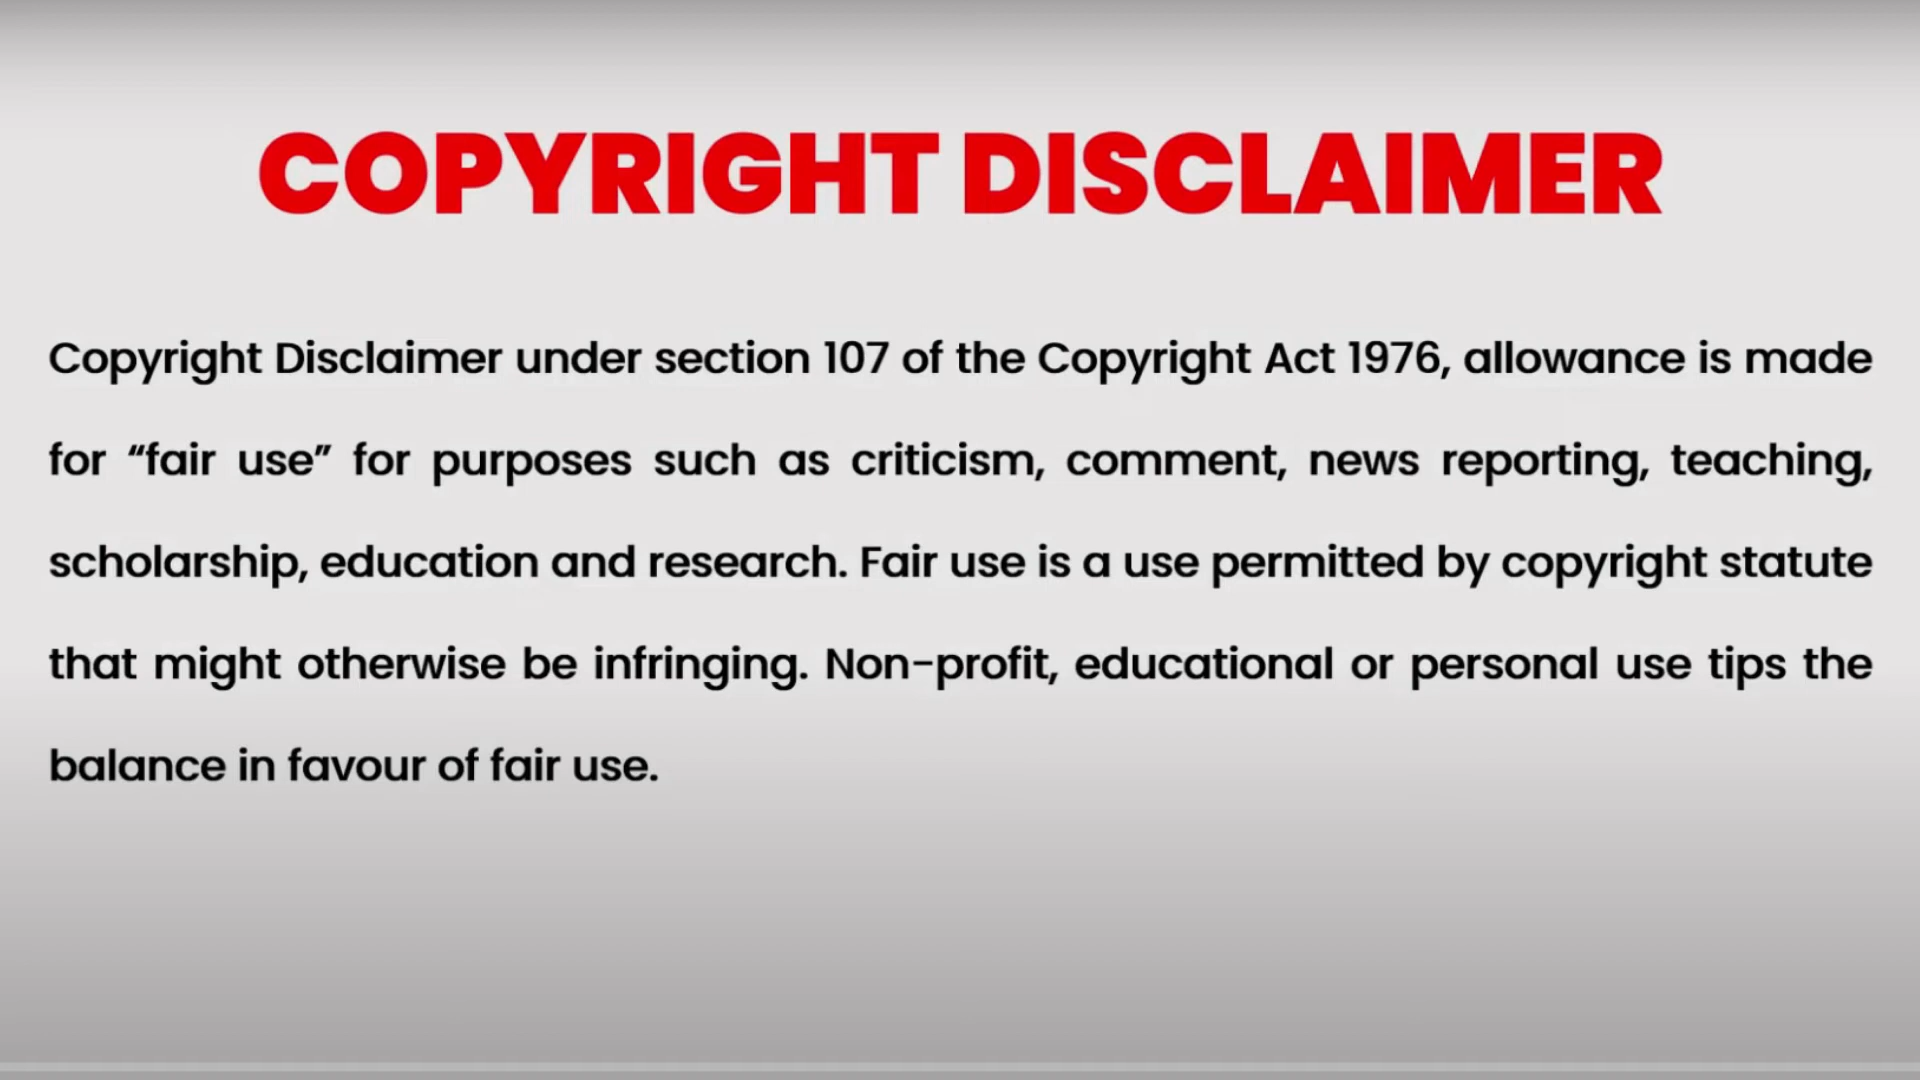 COPYRIGHT DISCLAIMER
Copyright Disclaimer under section 107 of the Copyright Act 1976, allowance is made
for “fair use” for purposes such as criticism, comment, news reporting, teaching,
scholarship, education and research. Fair use is a use permitted by copyright statute
that might otherwise be infringing. Non-profit, educational or personal use tips the
balance in favour of fair use.